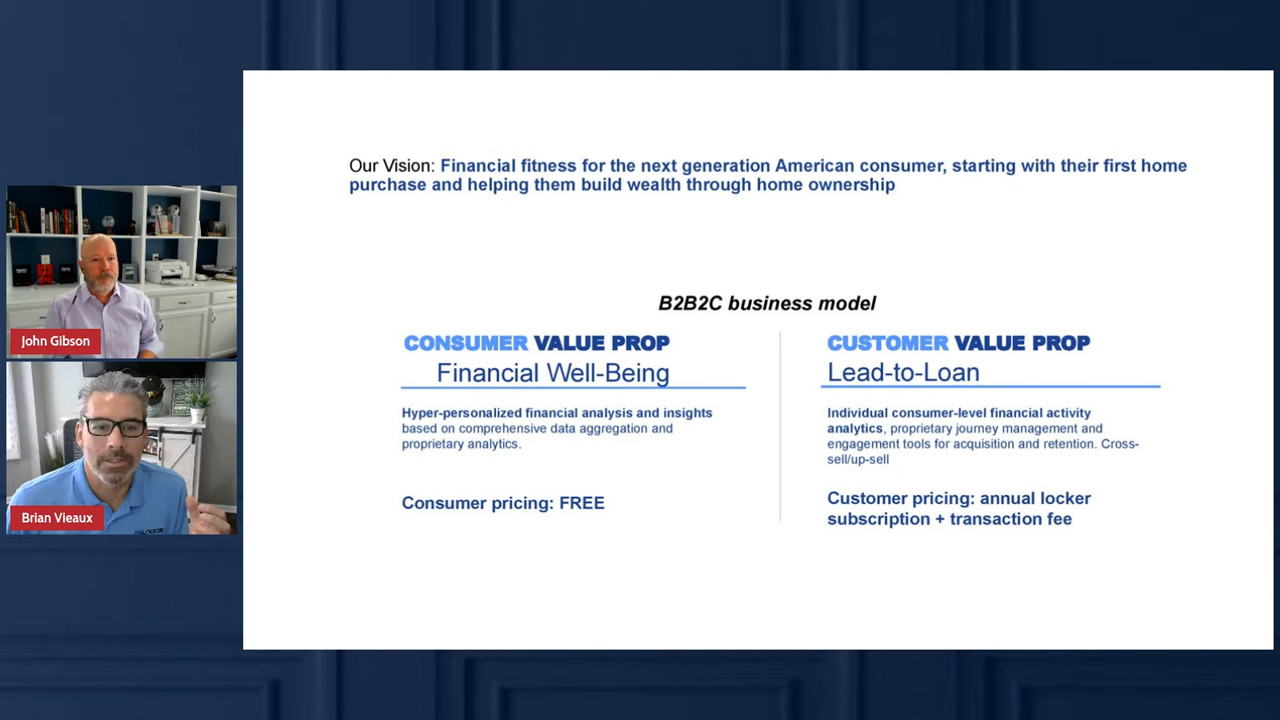 Our Vision: Financial fitness for the next generation American consumer, starting with their first home
purchase and helping them build wealth through home ownership
B2B2C business model
CONSUMER VALUE PROP
Financial Well-Being
Hyper-personalized financial analysis and insights
based on comprehensive data aggregation and
proprietary analytics.
Consumer pricing: FREE
CUSTOMER VALUE PROP
Lead-to-Loan
Individual consumer-level financial activity
analytics, proprietary journey management and
engagement tools for acquisition and retention. Cross-
sell/up-sell
Customer pricing: annual locker
subscription + transaction fee
John Gibson
Brian Vieaux